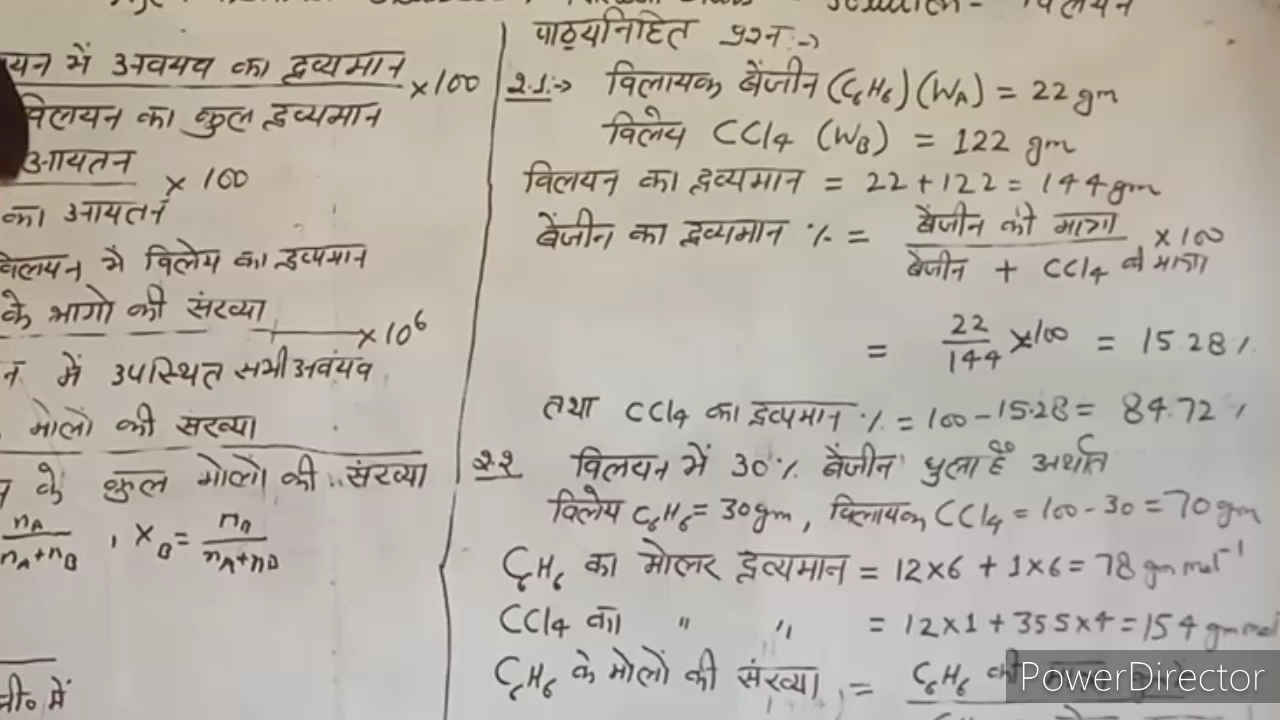 Solution- विलयन
यन में अवयव का द्रव्यमान ×100
विलयन का कुल द्रव्यमान
आयतन × 100
का आयतन
विलयन में विलेय का द्रव्यमान
के भागो की संख्या ×10⁶
न में उपस्थित सभी अवयव
मोलों की संख्या
के कुल मोलों की संख्या
nA/nA+nB , XB = nB/nA+nB
पाठ्यनिहित प्रश्न :→
2.1:→ विलायक बेंजीन (C6H6) (WA) = 22 gm
विलेय CCl4 (WB) = 122 gm
विलयन का द्रव्यमान = 22 + 122 = 144 gm
बेंजीन का द्रव्यमान % = बेंजीन की मात्रा / बेंजीन + CCl4 की मात्रा ×100
= 22/144 ×100 = 15.28 %
तथा CCl4 का द्रव्यमान % = 100 - 15.28 = 84.72 %
2.2 विलयन में 30% बेंजीन घुला है अर्थात
विलेय C6H6 = 30 gm, विलायक CCl4 = 100 - 30 = 70 gm
C6H6 का मोलर द्रव्यमान = 12×6 + 1×6 = 78 gm mol⁻¹
CCl4 का " " = 12×1 + 355×4 = 154 gm mol
C6H6 के मोलों की संख्या = C6H6 की
PowerDirector